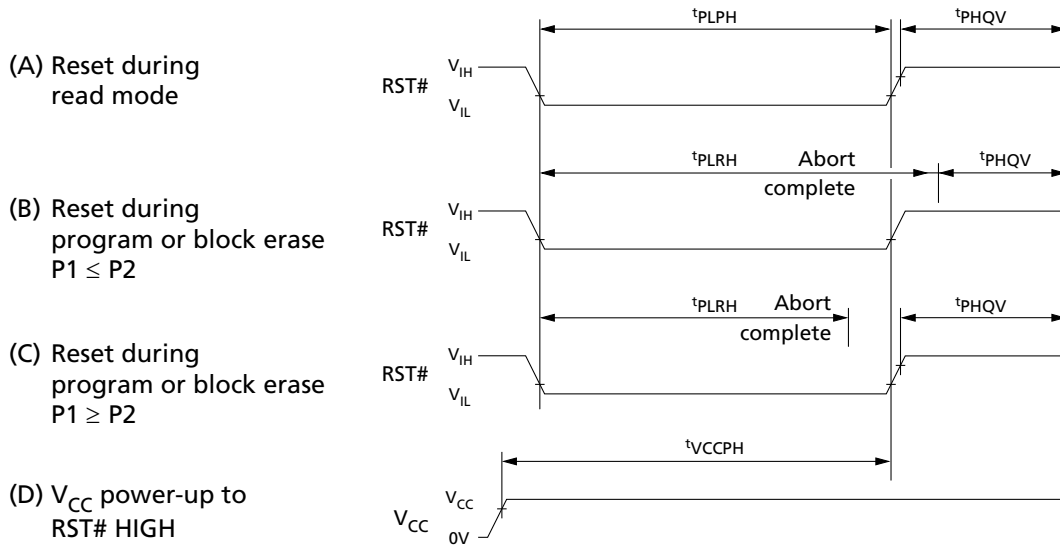 tPLPH
tPHQV
(A) Reset during
read mode
RST#
VIH
VIL
tPLRH
Abort
complete
tPHQV
(B) Reset during
program or block erase
P1 ≤ P2
RST#
VIH
VIL
tPLRH
Abort
complete
tPHQV
(C) Reset during
program or block erase
P1 ≥ P2
RST#
VIH
VIL
tVCCPH
(D) VCC power-up to
RST# HIGH
VCC
VCC
0V